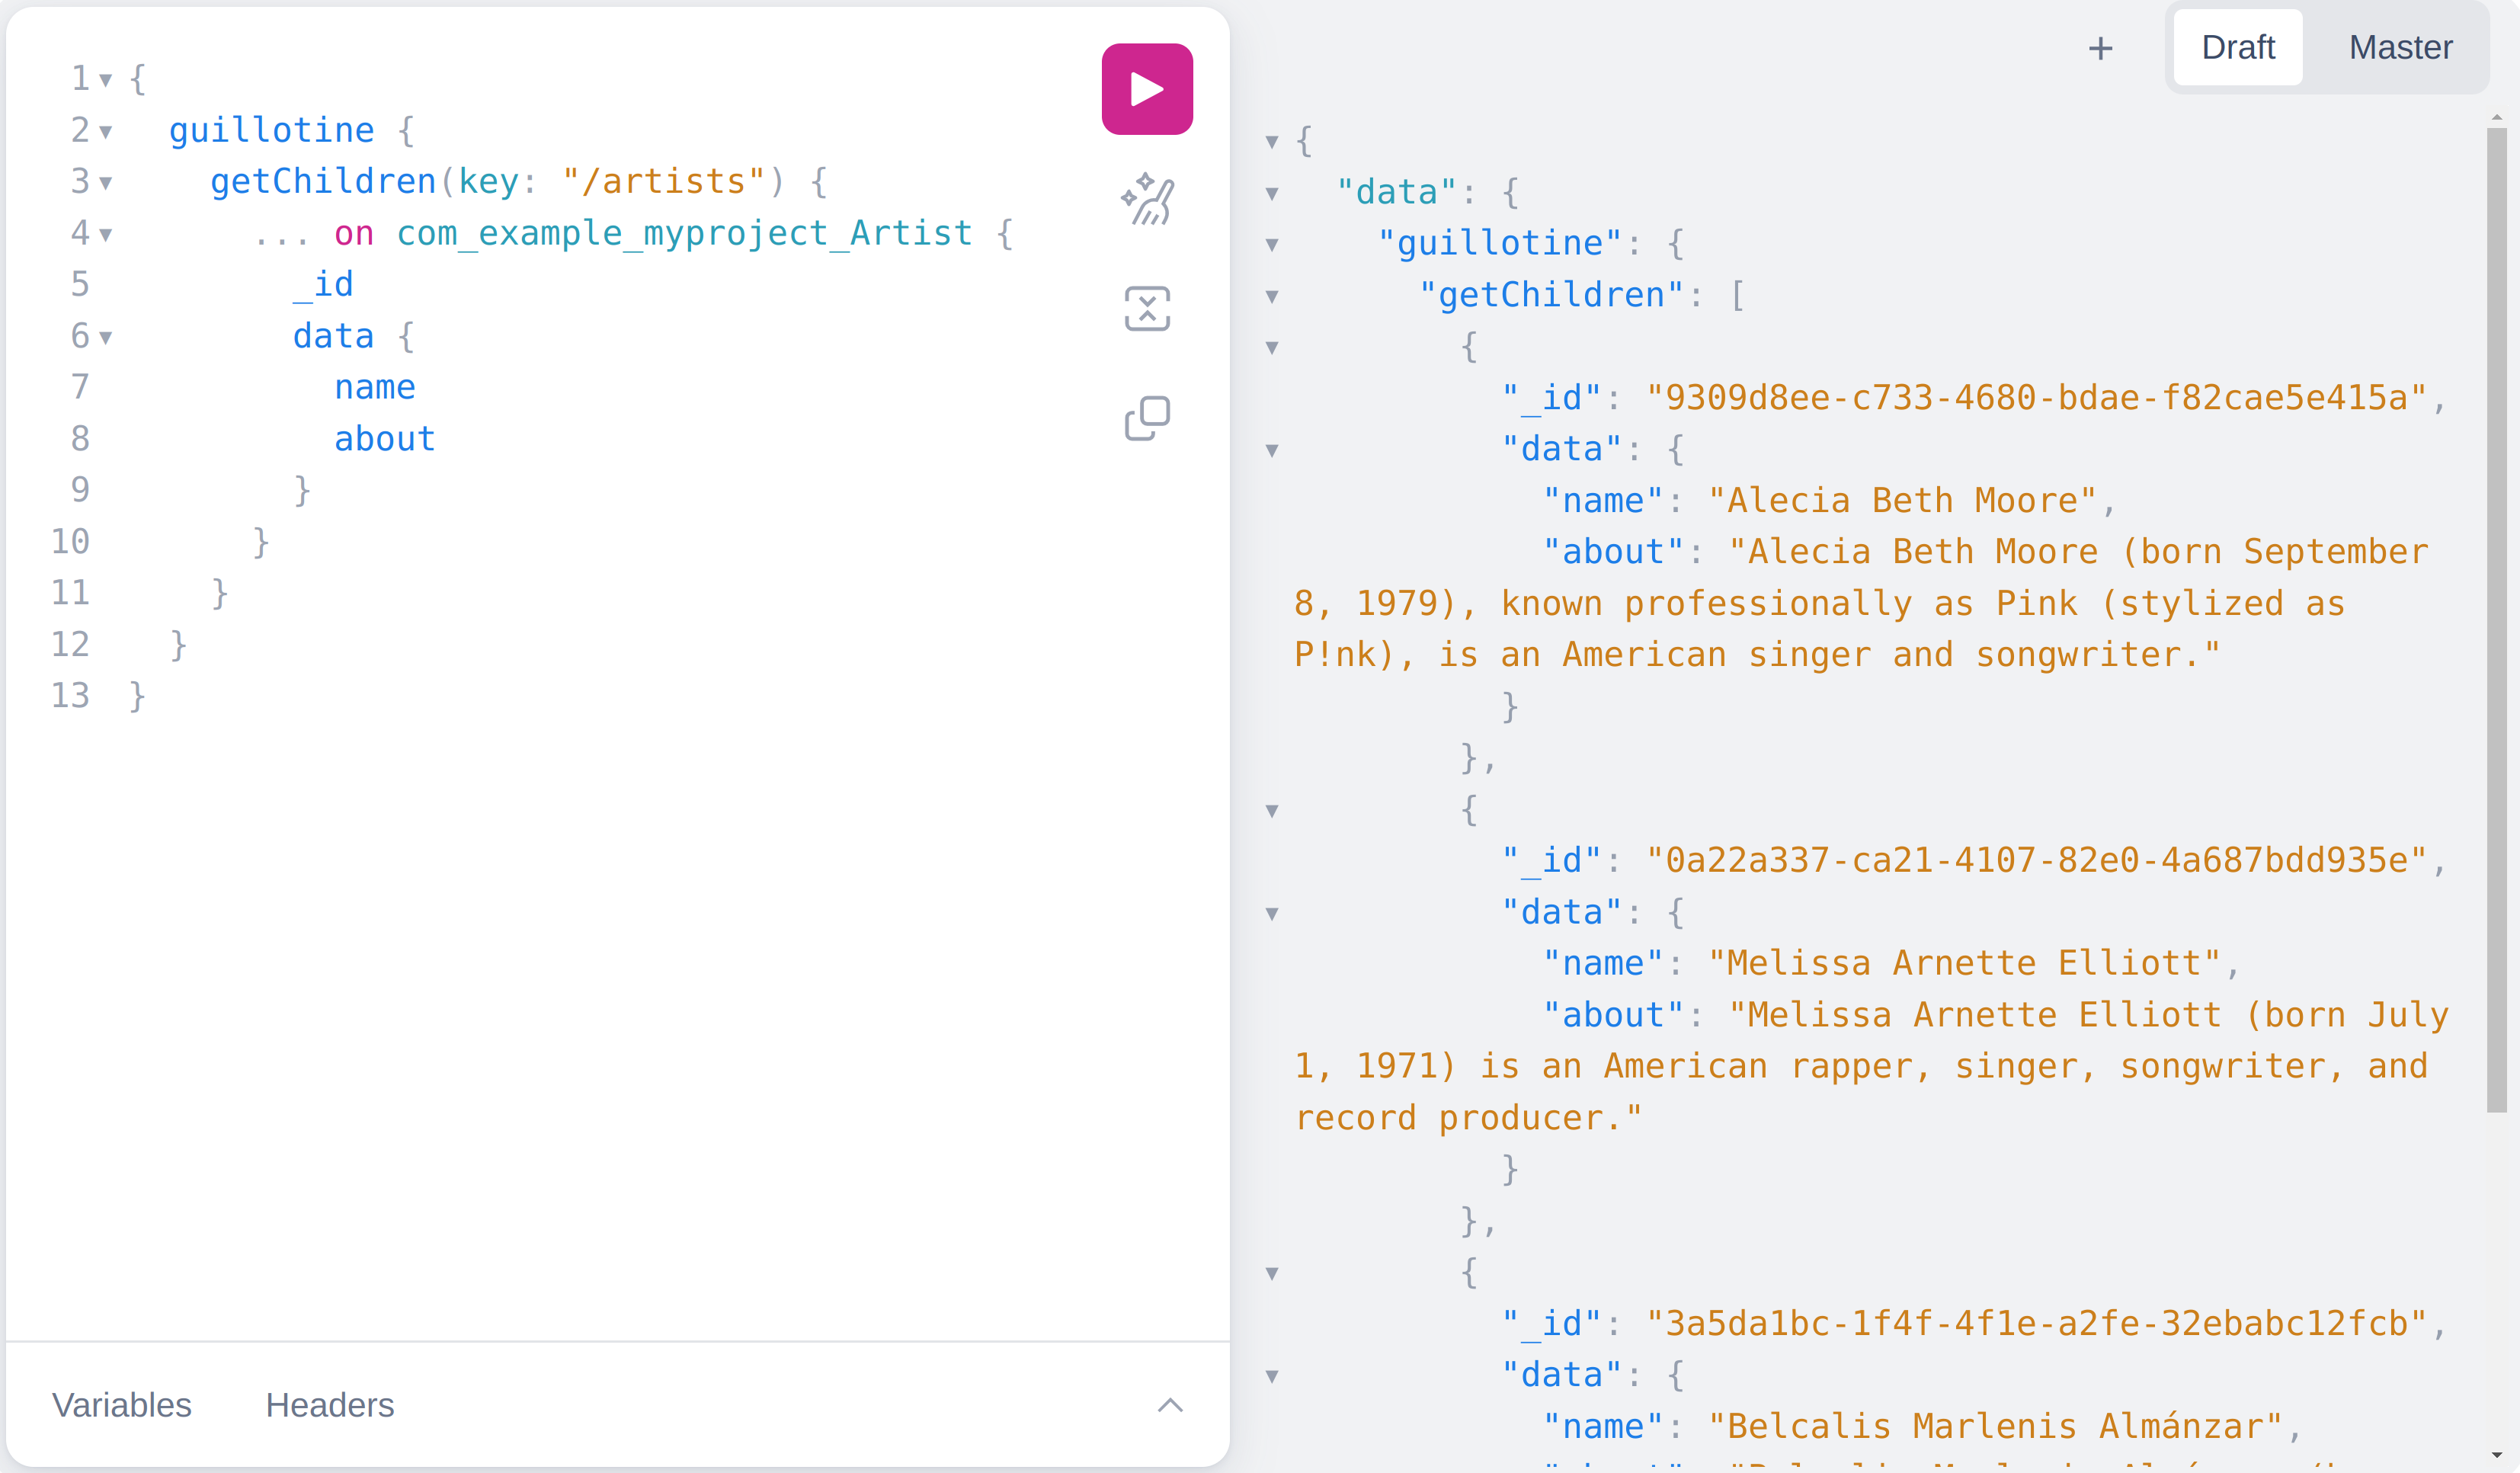 1 {
2   guillotine {
3     getChildren(key: "/artists") {
4       ... on com_example_myproject_Artist {
5         _id
6         data {
7           name
8           about
9         }
10       }
11     }
12   }
13 }
Variables Headers
+ Draft Master
{
  "data": {
    "guillotine": {
      "getChildren": [
        {
          "_id": "9309d8ee-c733-4680-bdae-f82cae5e415a",
          "data": {
            "name": "Alecia Beth Moore",
            "about": "Alecia Beth Moore (born September
8, 1979), known professionally as Pink (stylized as
P!nk), is an American singer and songwriter."
          }
        },
        {
          "_id": "0a22a337-ca21-4107-82e0-4a687bdd935e",
          "data": {
            "name": "Melissa Arnette Elliott",
            "about": "Melissa Arnette Elliott (born July
1, 1971) is an American rapper, singer, songwriter, and
record producer."
          }
        },
        {
          "_id": "3a5da1bc-1f4f-4f1e-a2fe-32ebabc12fcb",
          "data": {
            "name": "Belcalis Marlenis Almánzar",